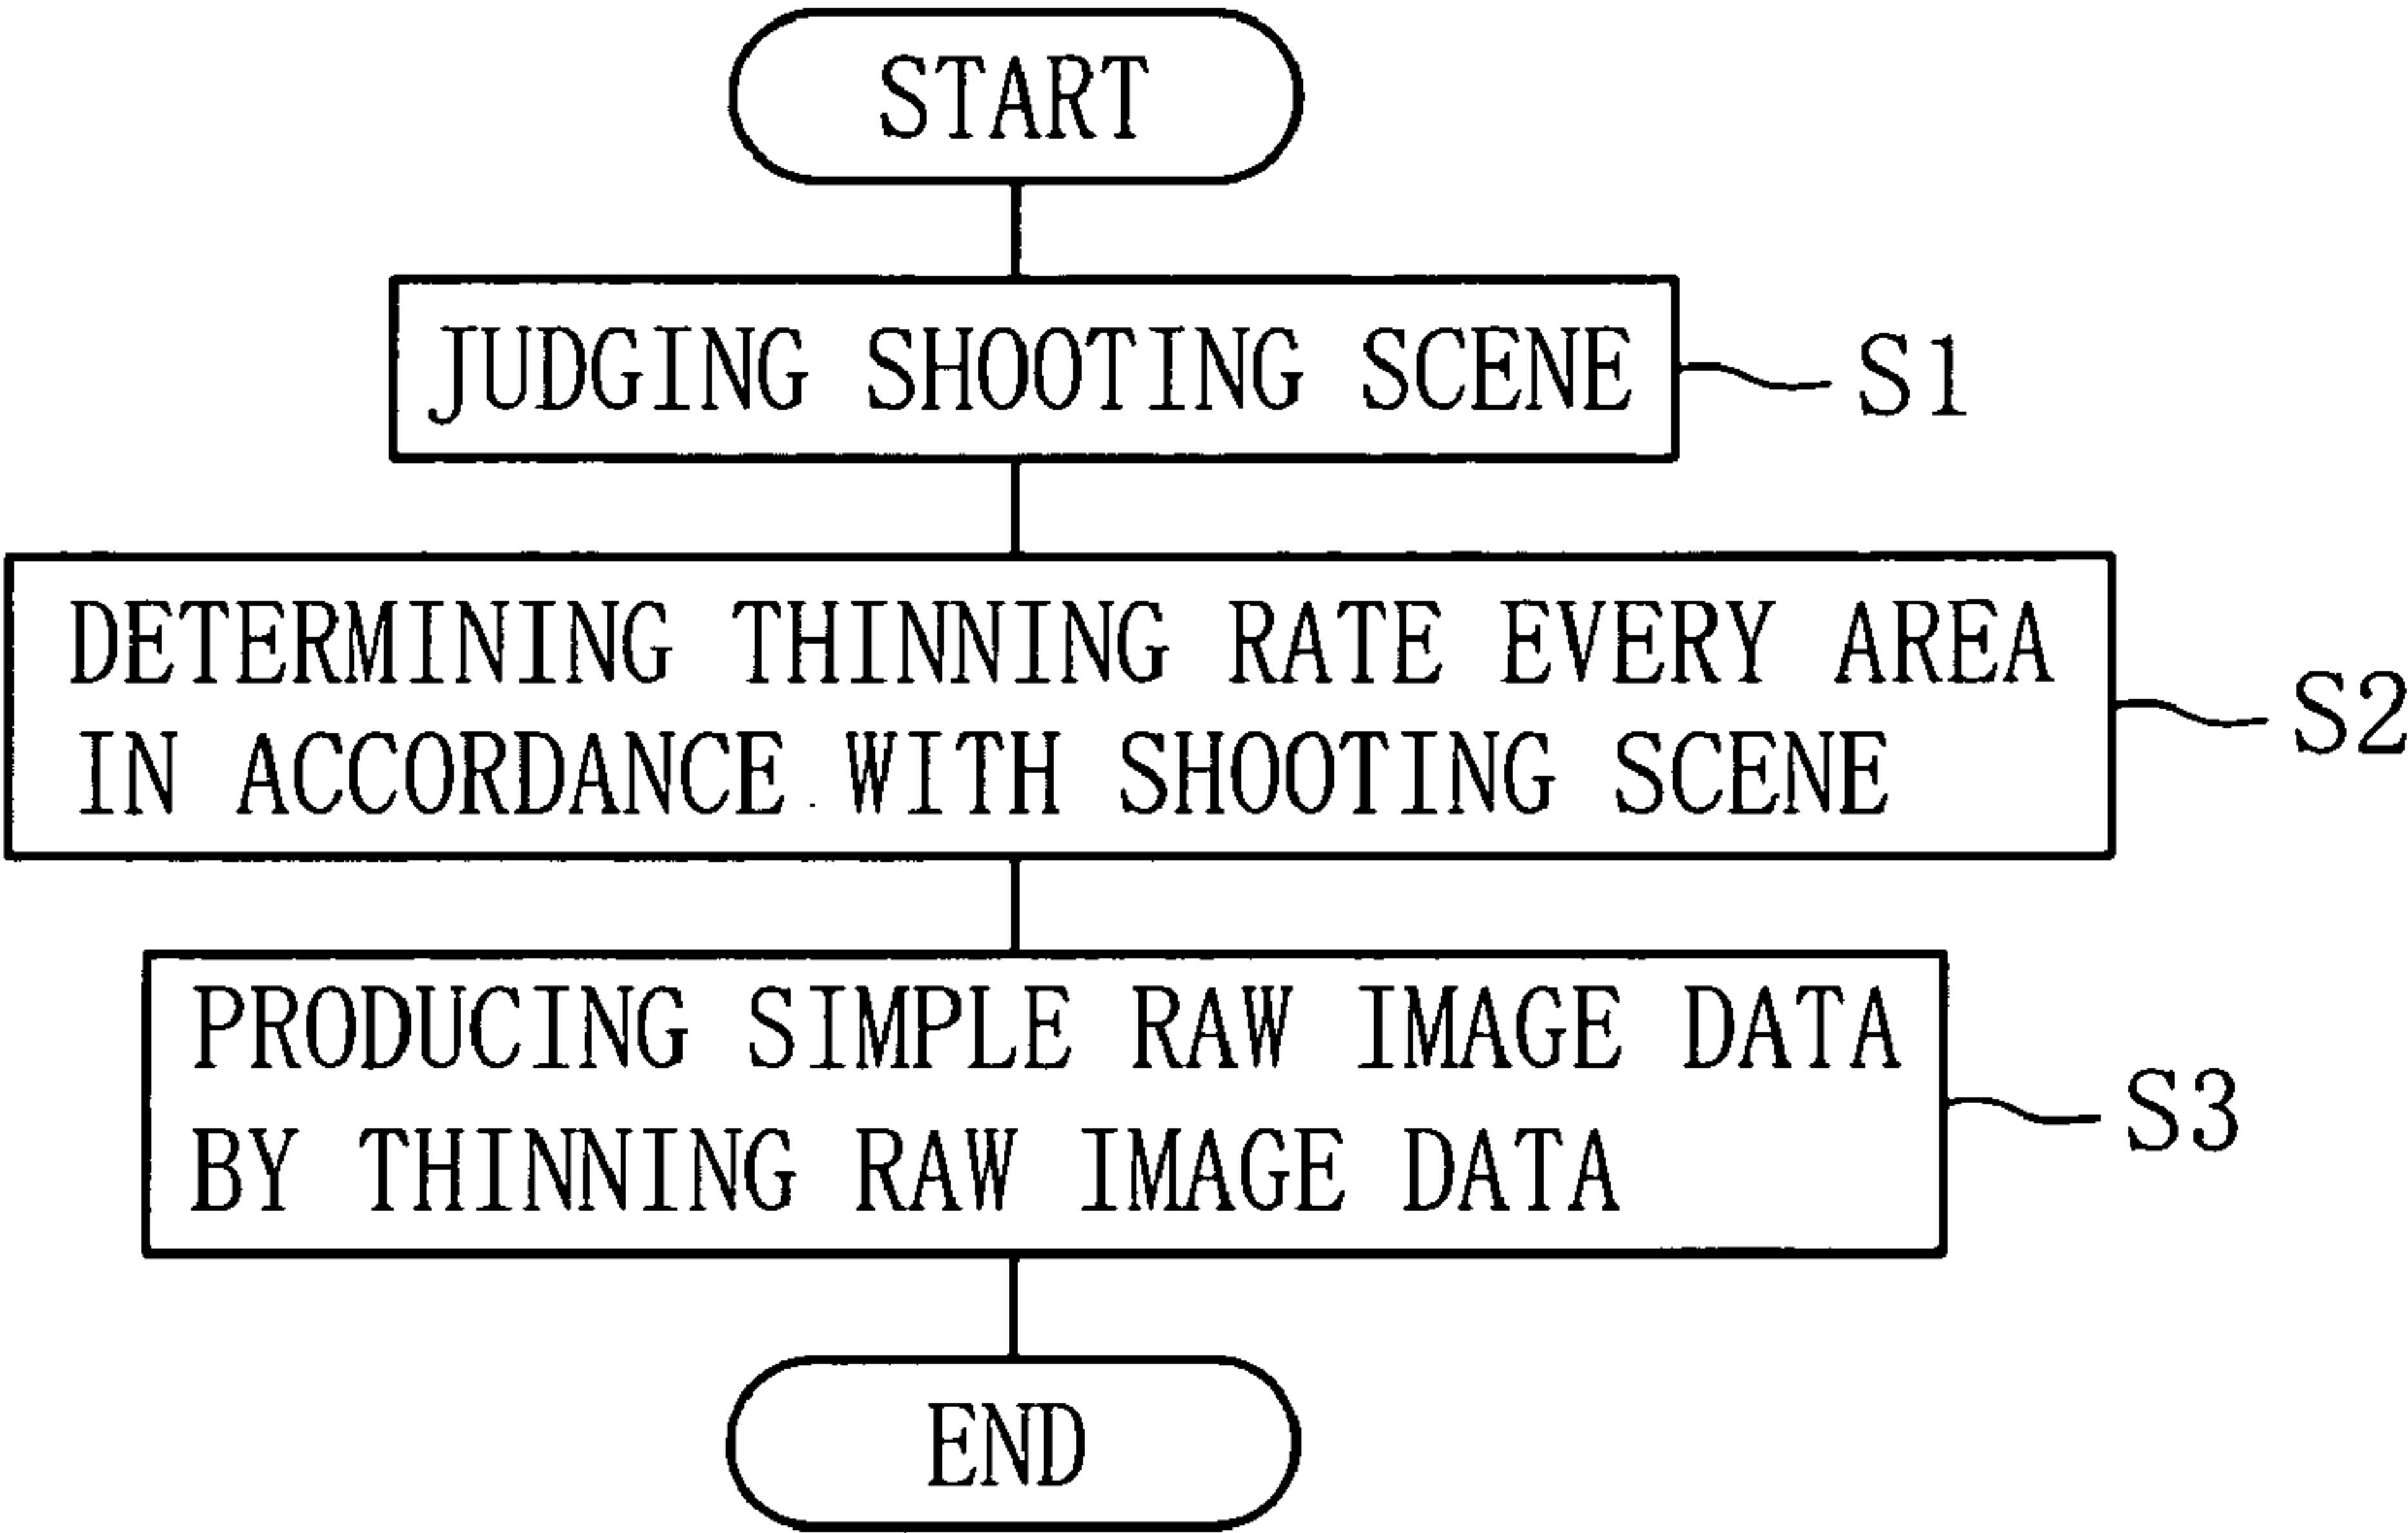 START
JUDGING SHOOTING SCENE
S1
DETERMINING THINNING RATE EVERY AREA
IN ACCORDANCE WITH SHOOTING SCENE
S2
PRODUCING SIMPLE RAW IMAGE DATA
BY THINNING RAW IMAGE DATA
S3
END